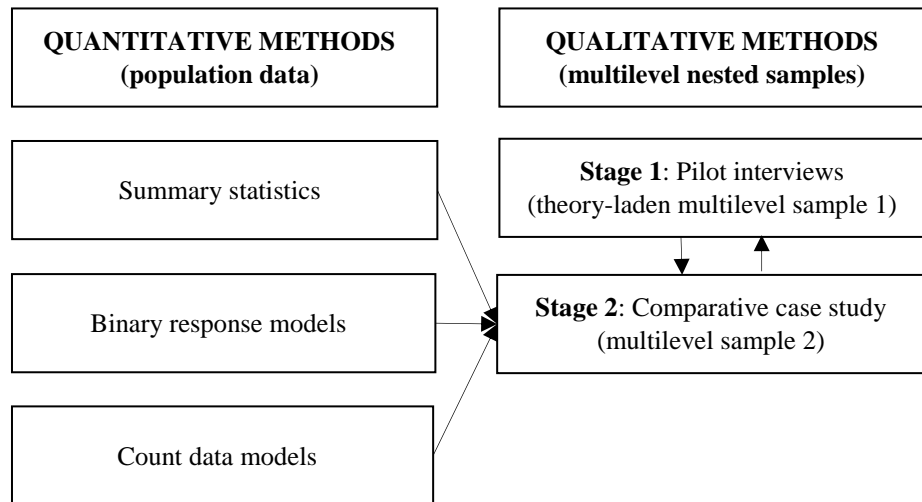 QUANTITATIVE METHODS
(population data)
QUALITATIVE METHODS
(multilevel nested samples)
Summary statistics
Binary response models
Count data models
Stage 1: Pilot interviews
(theory-laden multilevel sample 1)
Stage 2: Comparative case study
(multilevel sample 2)